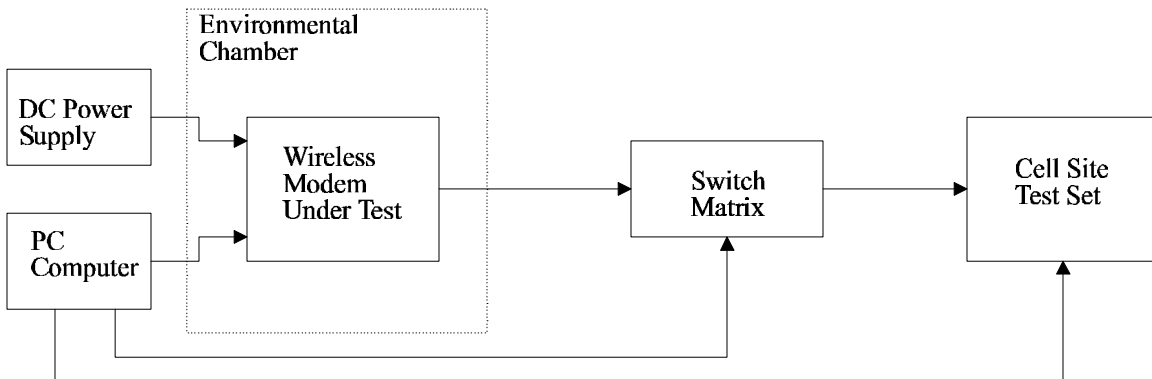 Environmental
Chamber
DC Power
Supply
Wireless
Modem
Under Test
Switch
Matrix
Cell Site
Test Set
PC
Computer